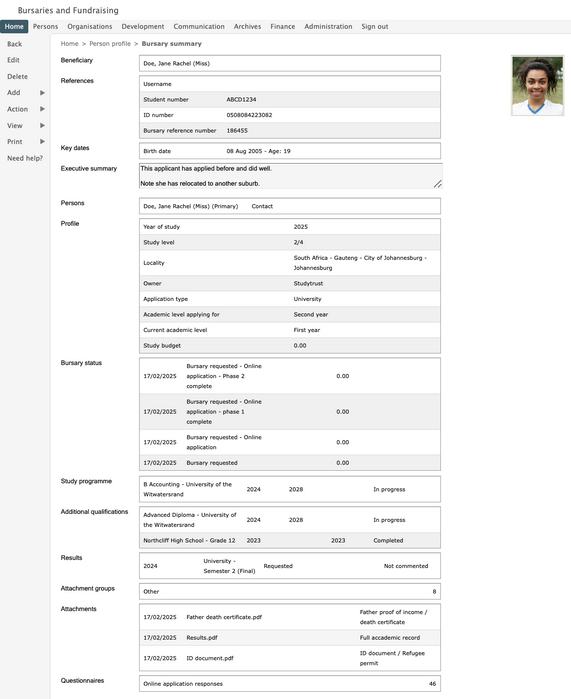 Bursaries and Fundraising
Home Persons Organisations Development Communication Archives Finance Administration Sign out
Back
Edit
Delete
Add
Action
View
Print
Need help?
Home > Person profile > Bursary summary
Beneficiary
Doe, Jane Rachel (Miss)
References
Username
Student number ABCD1234
ID number 0508084223082
Bursary reference number 186455
Key dates
Birth date 08 Aug 2005 - Age: 19
Executive summary
This applicant has applied before and did well.
Note she has relocated to another suburb.
Persons
Doe, Jane Rachel (Miss) (Primary) Contact
Profile
Year of study 2025
Study level 2/4
Locality South Africa - Gauteng - City of Johannesburg -
Johannesburg
Owner Studytrust
Application type University
Academic level applying for Second year
Current academic level First year
Study budget 0.00
Bursary status
17/02/2025 Bursary requested - Online
application - Phase 2
complete 0.00
17/02/2025 Bursary requested - Online
application - phase 1
complete 0.00
17/02/2025 Bursary requested - Online
application 0.00
17/02/2025 Bursary requested 0.00
Study programme
B Accounting - University of the
Witwatersrand 2024 2028 In progress
Additional qualifications
Advanced Diploma - University of
the Witwatersrand 2024 2028 In progress
Northcliff High School - Grade 12 2023 2023 Completed
Results
2024 University -
Semester 2 (Final) Requested Not commented
Attachment groups
Other 8
Attachments
17/02/2025 Father death certificate.pdf Father proof of income /
death certificate
17/02/2025 Results.pdf Full accademic record
17/02/2025 ID document.pdf ID document / Refugee
permit
Questionnaires
Online application responses 46